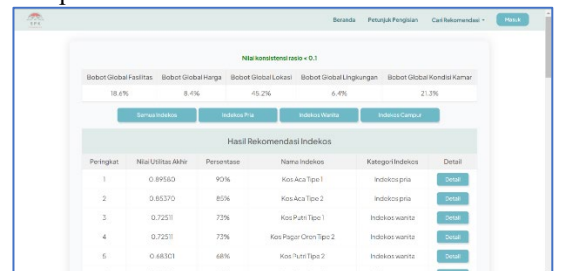 Beranda Petunjuk Pengisian Cari Rekomendasi Masuk
Nilai konsistensi rasio < 0.1
Bobot Global Fasilitas Bobot Global Harga Bobot Global Lokasi Bobot Global Lingkungan Bobot Global Kondisi Kamar
18.6% 8.4% 45.2% 6.4% 21.3%
Semua Indekos Indekos Pria Indekos Wanita Indekos Campur
Hasil Rekomendasi Indekos
Peringkat Nilai Utilitas Akhir Persentase Nama Indekos Kategori Indekos Detail
1 0.89580 90% Kos Aca Tipe 1 Indekos pria Detail
2 0.85370 85% Kos Aca Tipe 2 Indekos pria Detail
3 0.72511 73% Kos Putri Tipe 1 Indekos wanita Detail
4 0.72511 73% Kos Pagar Oron Tipe 2 Indekos wanita Detail
5 0.68301 68% Kos Putri Tipe 2 Indekos wanita Detail